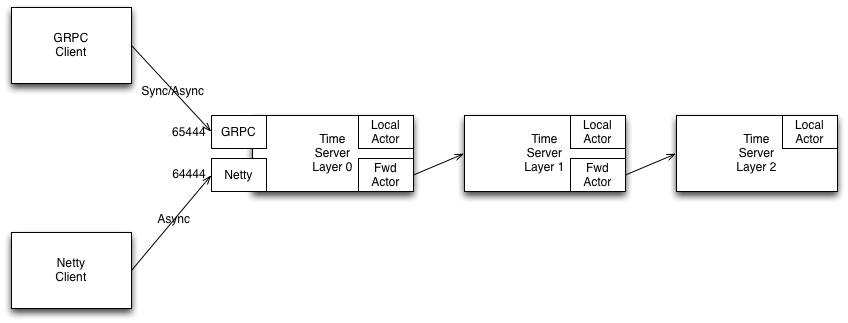 GRPC
Client
Sync/Async
65444
GRPC
Time
Server
Layer 0
Local
Actor
Fwd
Actor
64444
Netty
Async
Netty
Client
Time
Server
Layer 1
Local
Actor
Fwd
Actor
Time
Server
Layer 2
Local
Actor